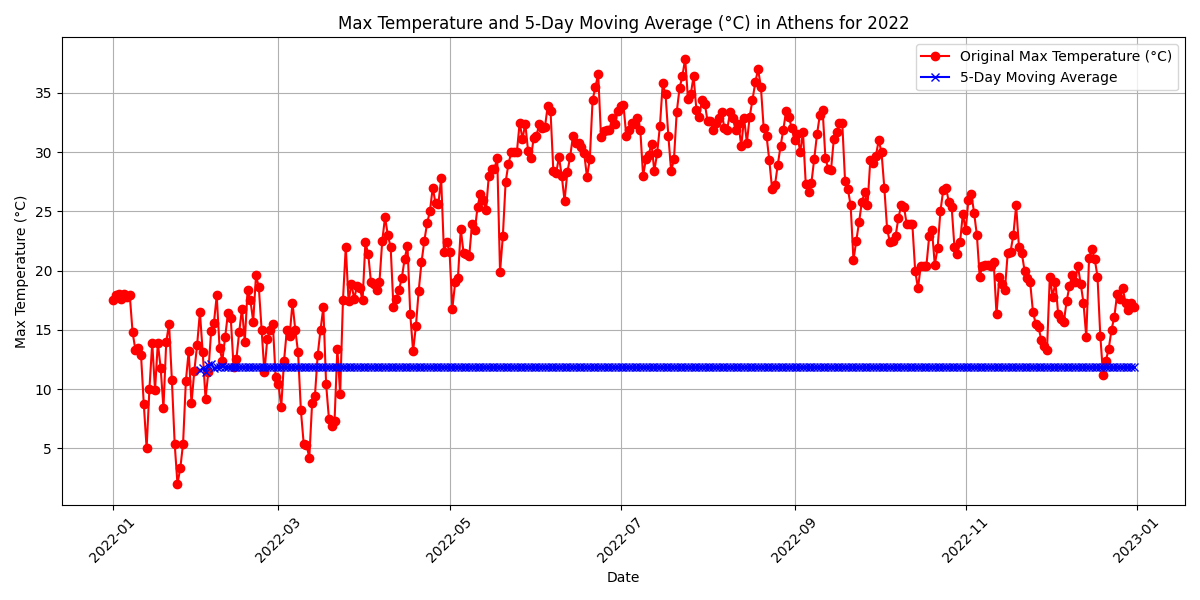 Max Temperature and 5-Day Moving Average (°C) in Athens for 2022
Original Max Temperature (°C)
5-Day Moving Average
Max Temperature (°C)
35
30
25
20
15
10
5
2022-01
2022-03
2022-05
2022-07
2022-09
2022-11
2023-01
Date